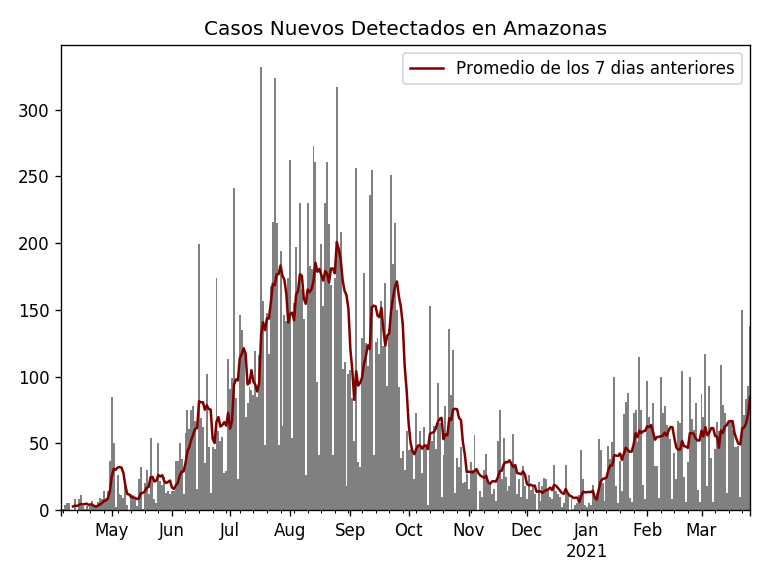 Casos Nuevos Detectados en Amazonas
Promedio de los 7 dias anteriores
300
250
200
150
100
50
0
May Jun Jul Aug Sep Oct Nov Dec Jan Feb Mar
2021